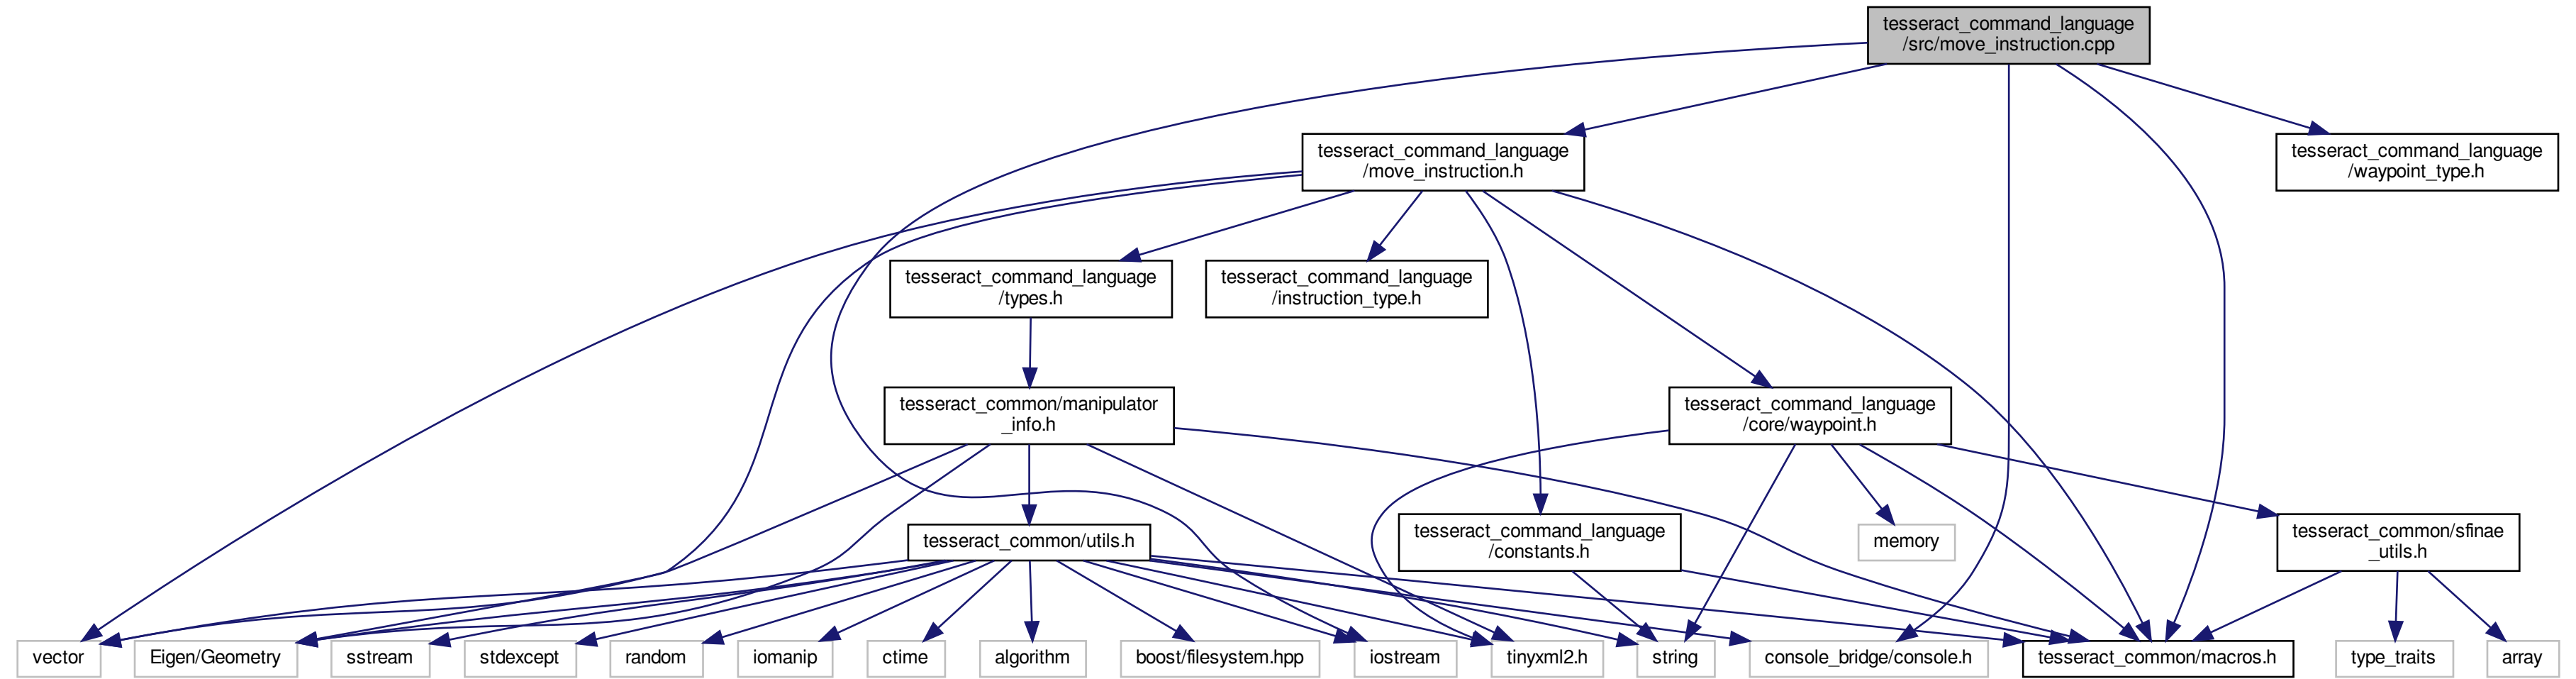 tesseract_command_language
/src/move_instruction.cpp
tesseract_command_language
/move_instruction.h
tesseract_command_language
/waypoint_type.h
tesseract_command_language
/types.h
tesseract_command_language
/instruction_type.h
tesseract_common/manipulator
_info.h
tesseract_command_language
/core/waypoint.h
tesseract_common/utils.h
tesseract_command_language
/constants.h
memory
tesseract_common/sfinae
_utils.h
vector
Eigen/Geometry
sstream
stdexcept
random
iomanip
ctime
algorithm
boost/filesystem.hpp
iostream
tinyxml2.h
string
console_bridge/console.h
tesseract_common/macros.h
type_traits
array